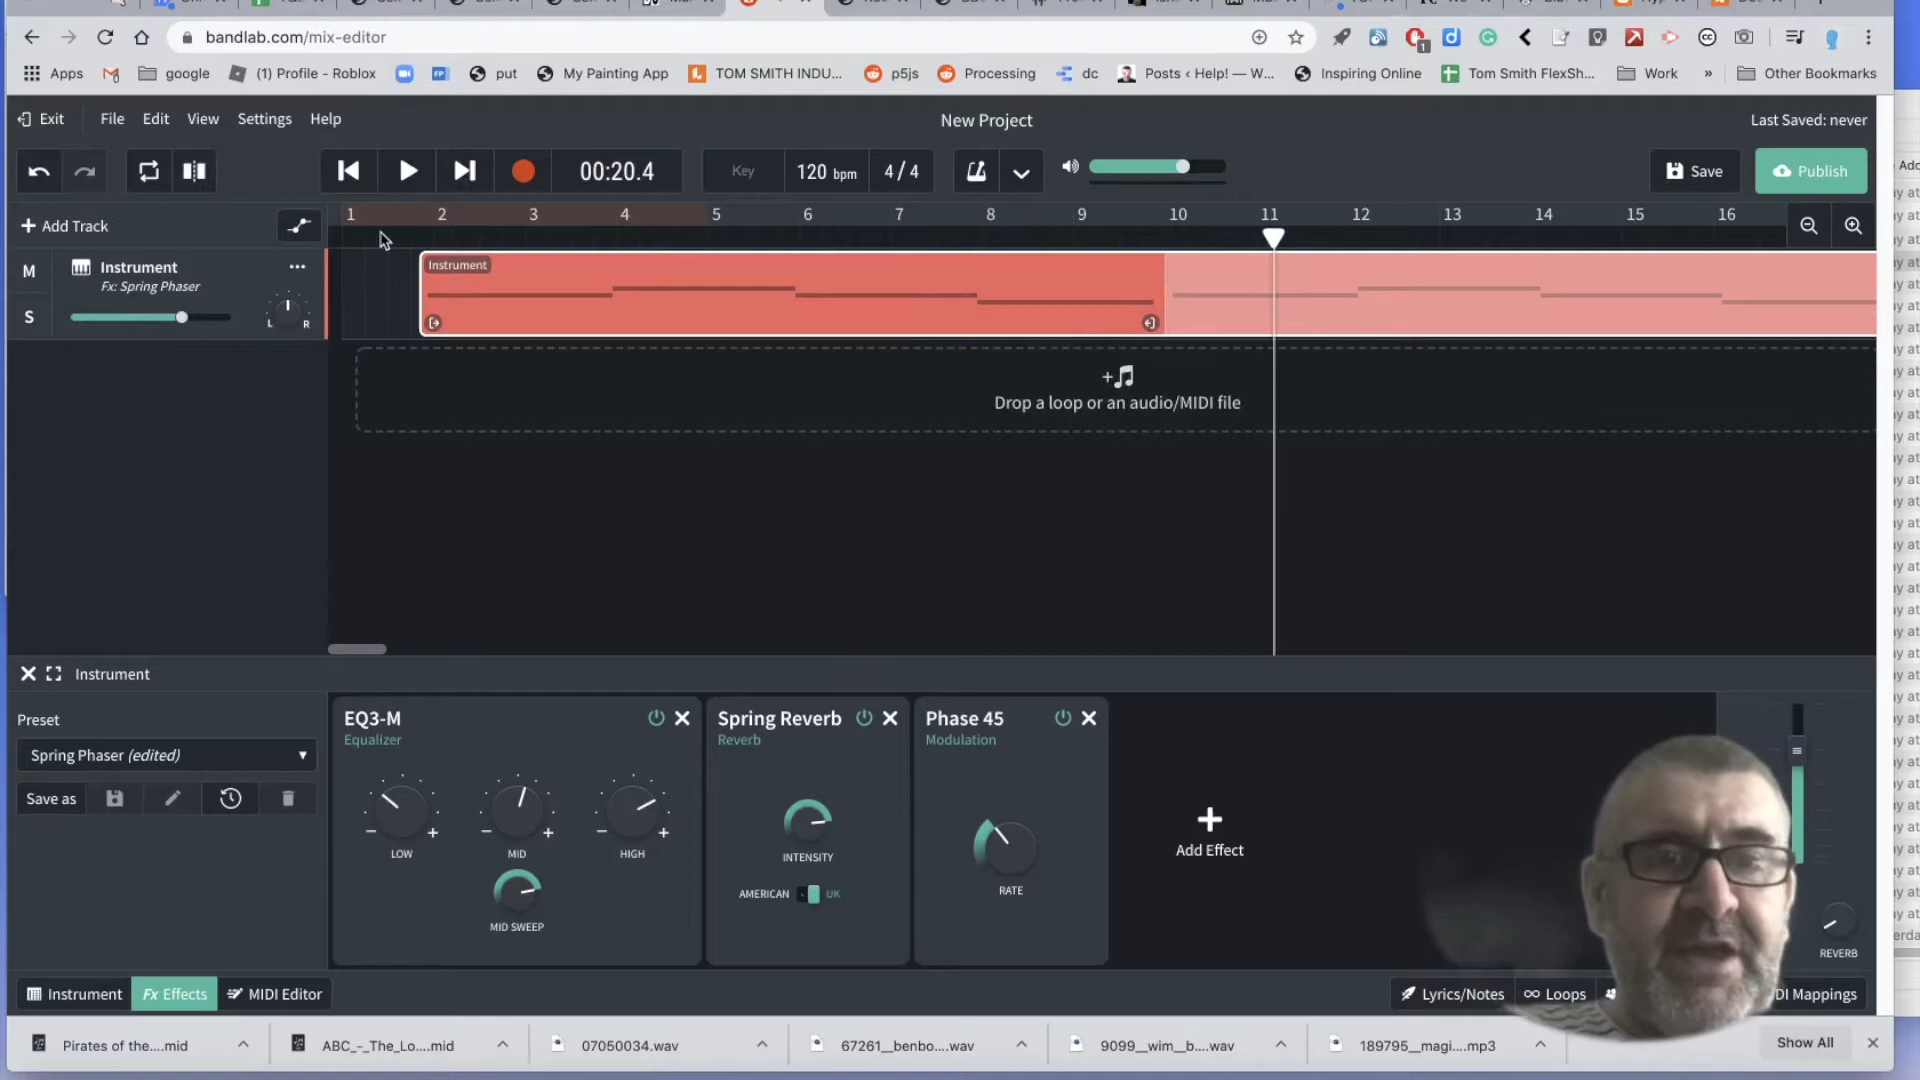 bandlab.com/mix-editor
Apps
google
(1) Profile - Roblox
FP
put
My Painting App
TOM SMITH INDU...
p5js
Processing
dc
Posts ‹ Help! — W...
Inspiring Online
Tom Smith FlexSh...
Work
»
Other Bookmarks
Exit File Edit View Settings Help
New Project
Last Saved: never
00:20.4
Key
120 bpm
4 / 4
Save
Publish
+ Add Track
1 2 3 4 5 6 7 8 9 10 11 12 13 14 15 16
M
Instrument
Fx: Spring Phaser
S
L R
Instrument
Drop a loop or an audio/MIDI file
Instrument
Preset
Spring Phaser (edited)
Save as
EQ3-M
Equalizer
LOW
MID
HIGH
MID SWEEP
Spring Reverb
Reverb
INTENSITY
AMERICAN UK
Phase 45
Modulation
RATE
Add Effect
REVERB
Instrument
Fx Effects
MIDI Editor
Lyrics/Notes
Loops
DI Mappings
Pirates of the....mid
ABC_-_The_Lo....mid
07050034.wav
67261__benbo....wav
9099__wim__b....wav
189795__magi....mp3
Show All